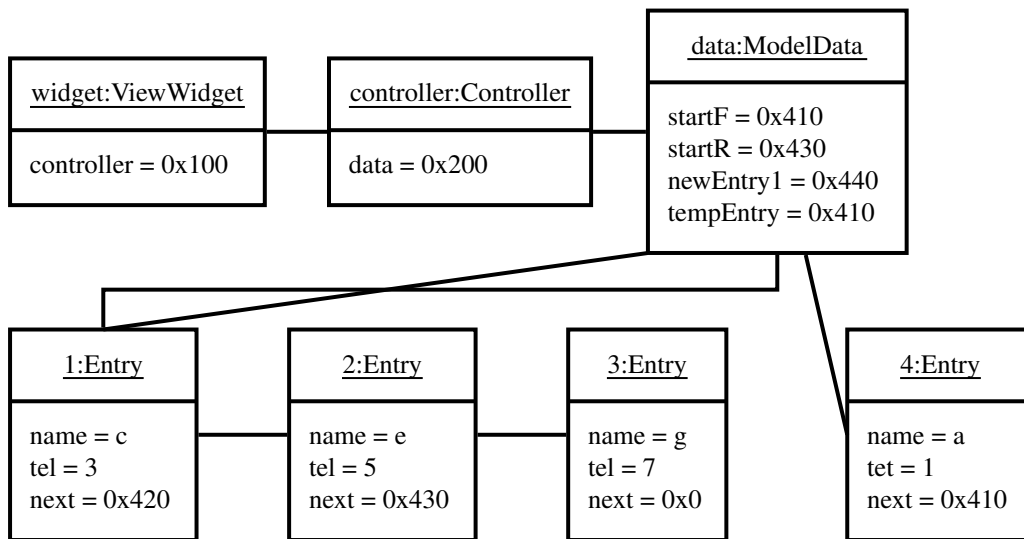 widget:ViewWidget
controller = 0x100
controller:Controller
data = 0x200
data:ModelData
startF = 0x410
startR = 0x430
newEntry1 = 0x440
tempEntry = 0x410
1:Entry
name = c
tel = 3
next = 0x420
2:Entry
name = e
tel = 5
next = 0x430
3:Entry
name = g
tel = 7
next = 0x0
4:Entry
name = a
tet = 1
next = 0x410